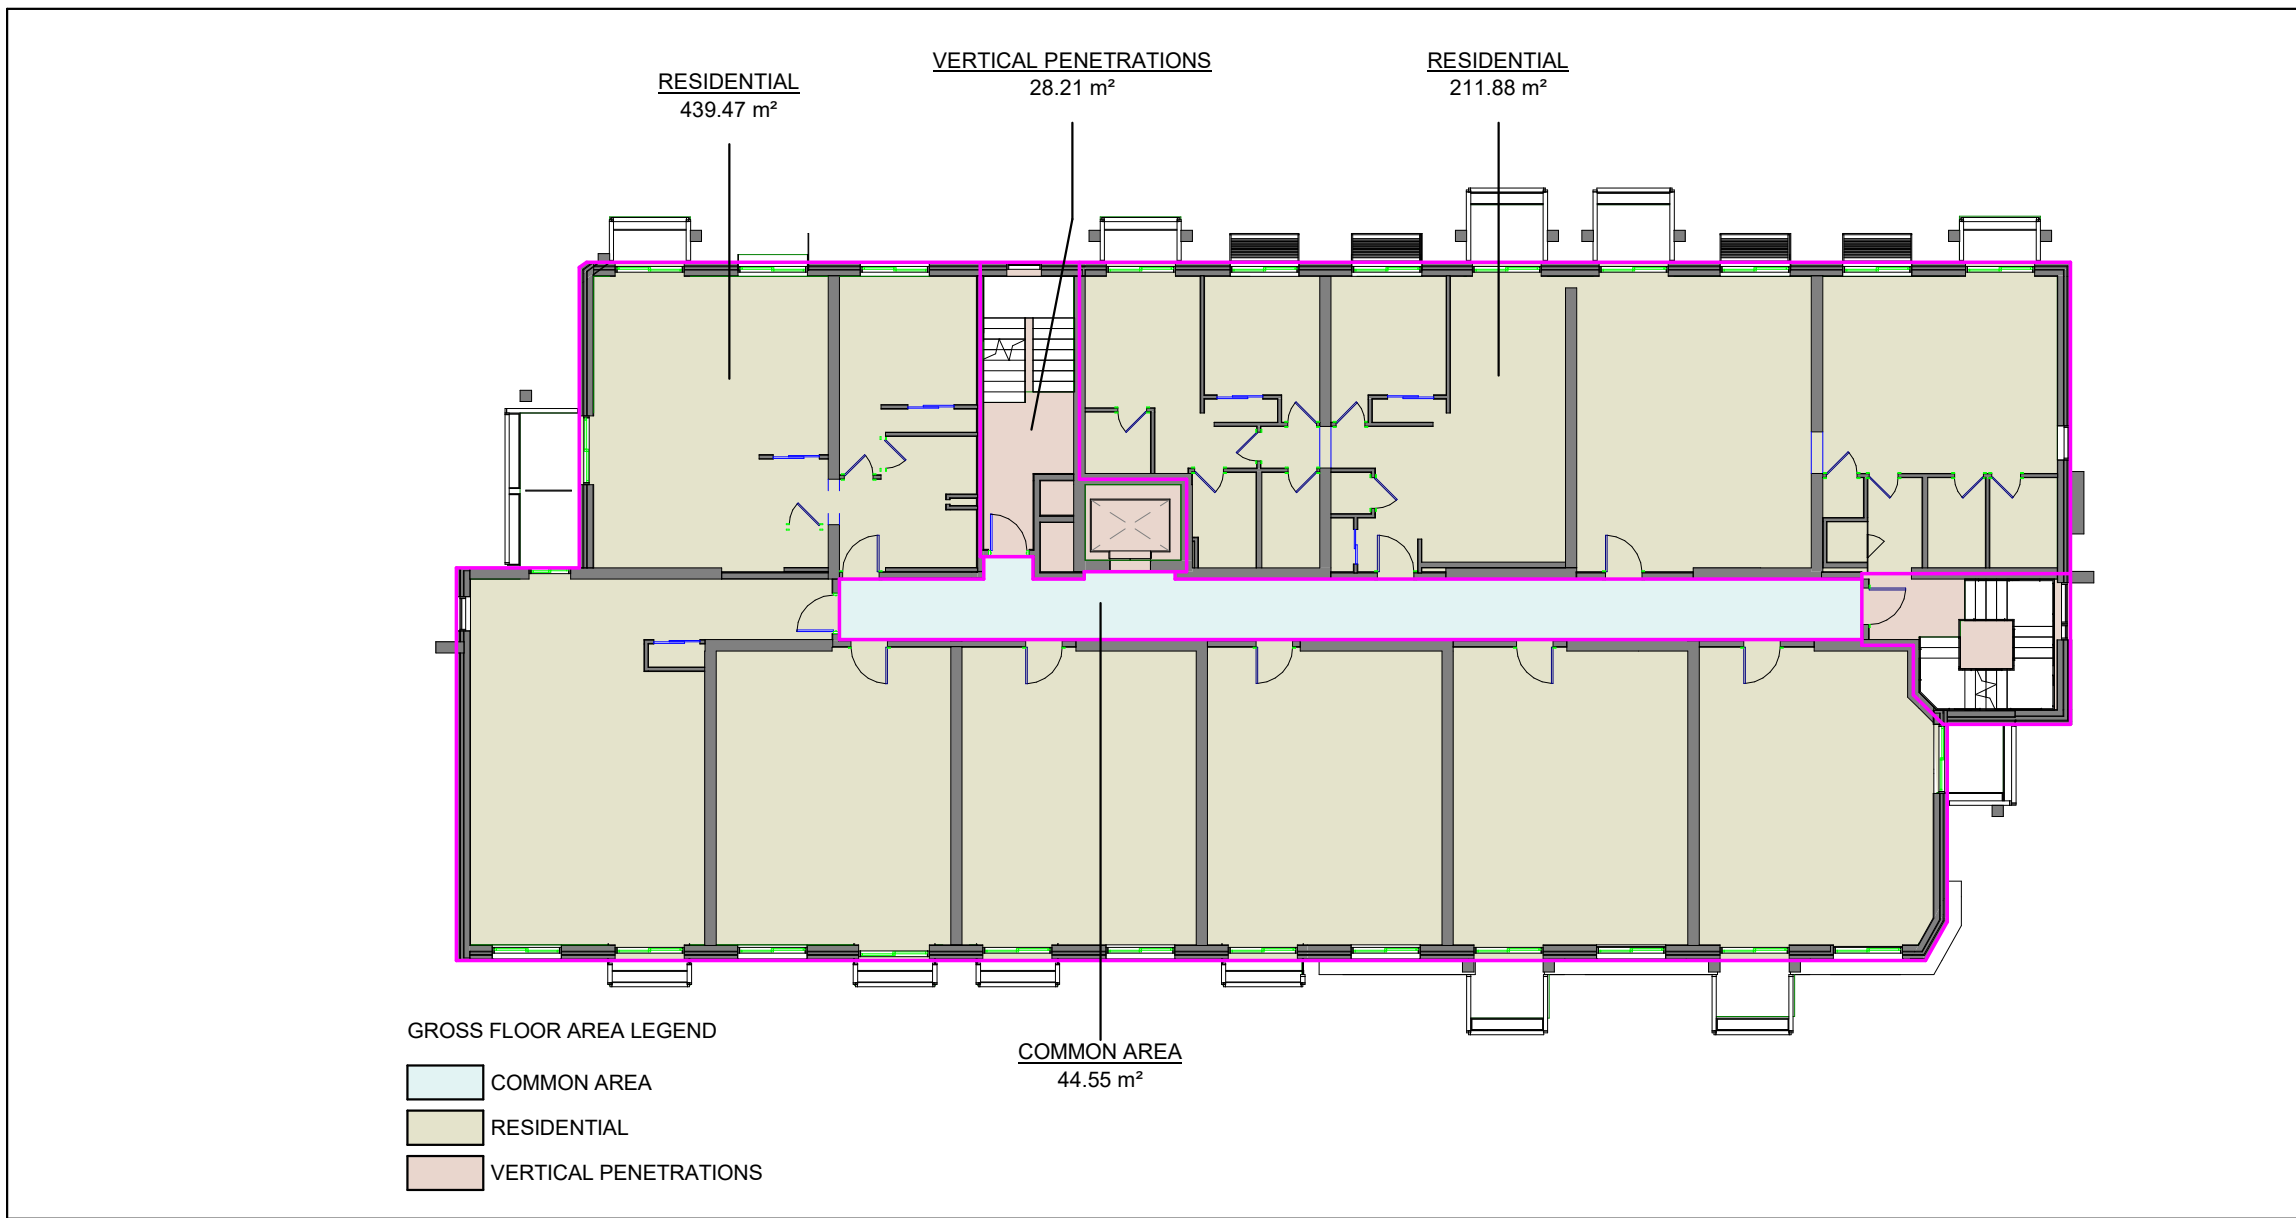 RESIDENTIAL
439.47 m²
VERTICAL PENETRATIONS
28.21 m²
RESIDENTIAL
211.88 m²
COMMON AREA
44.55 m²
GROSS FLOOR AREA LEGEND
COMMON AREA
RESIDENTIAL
VERTICAL PENETRATIONS